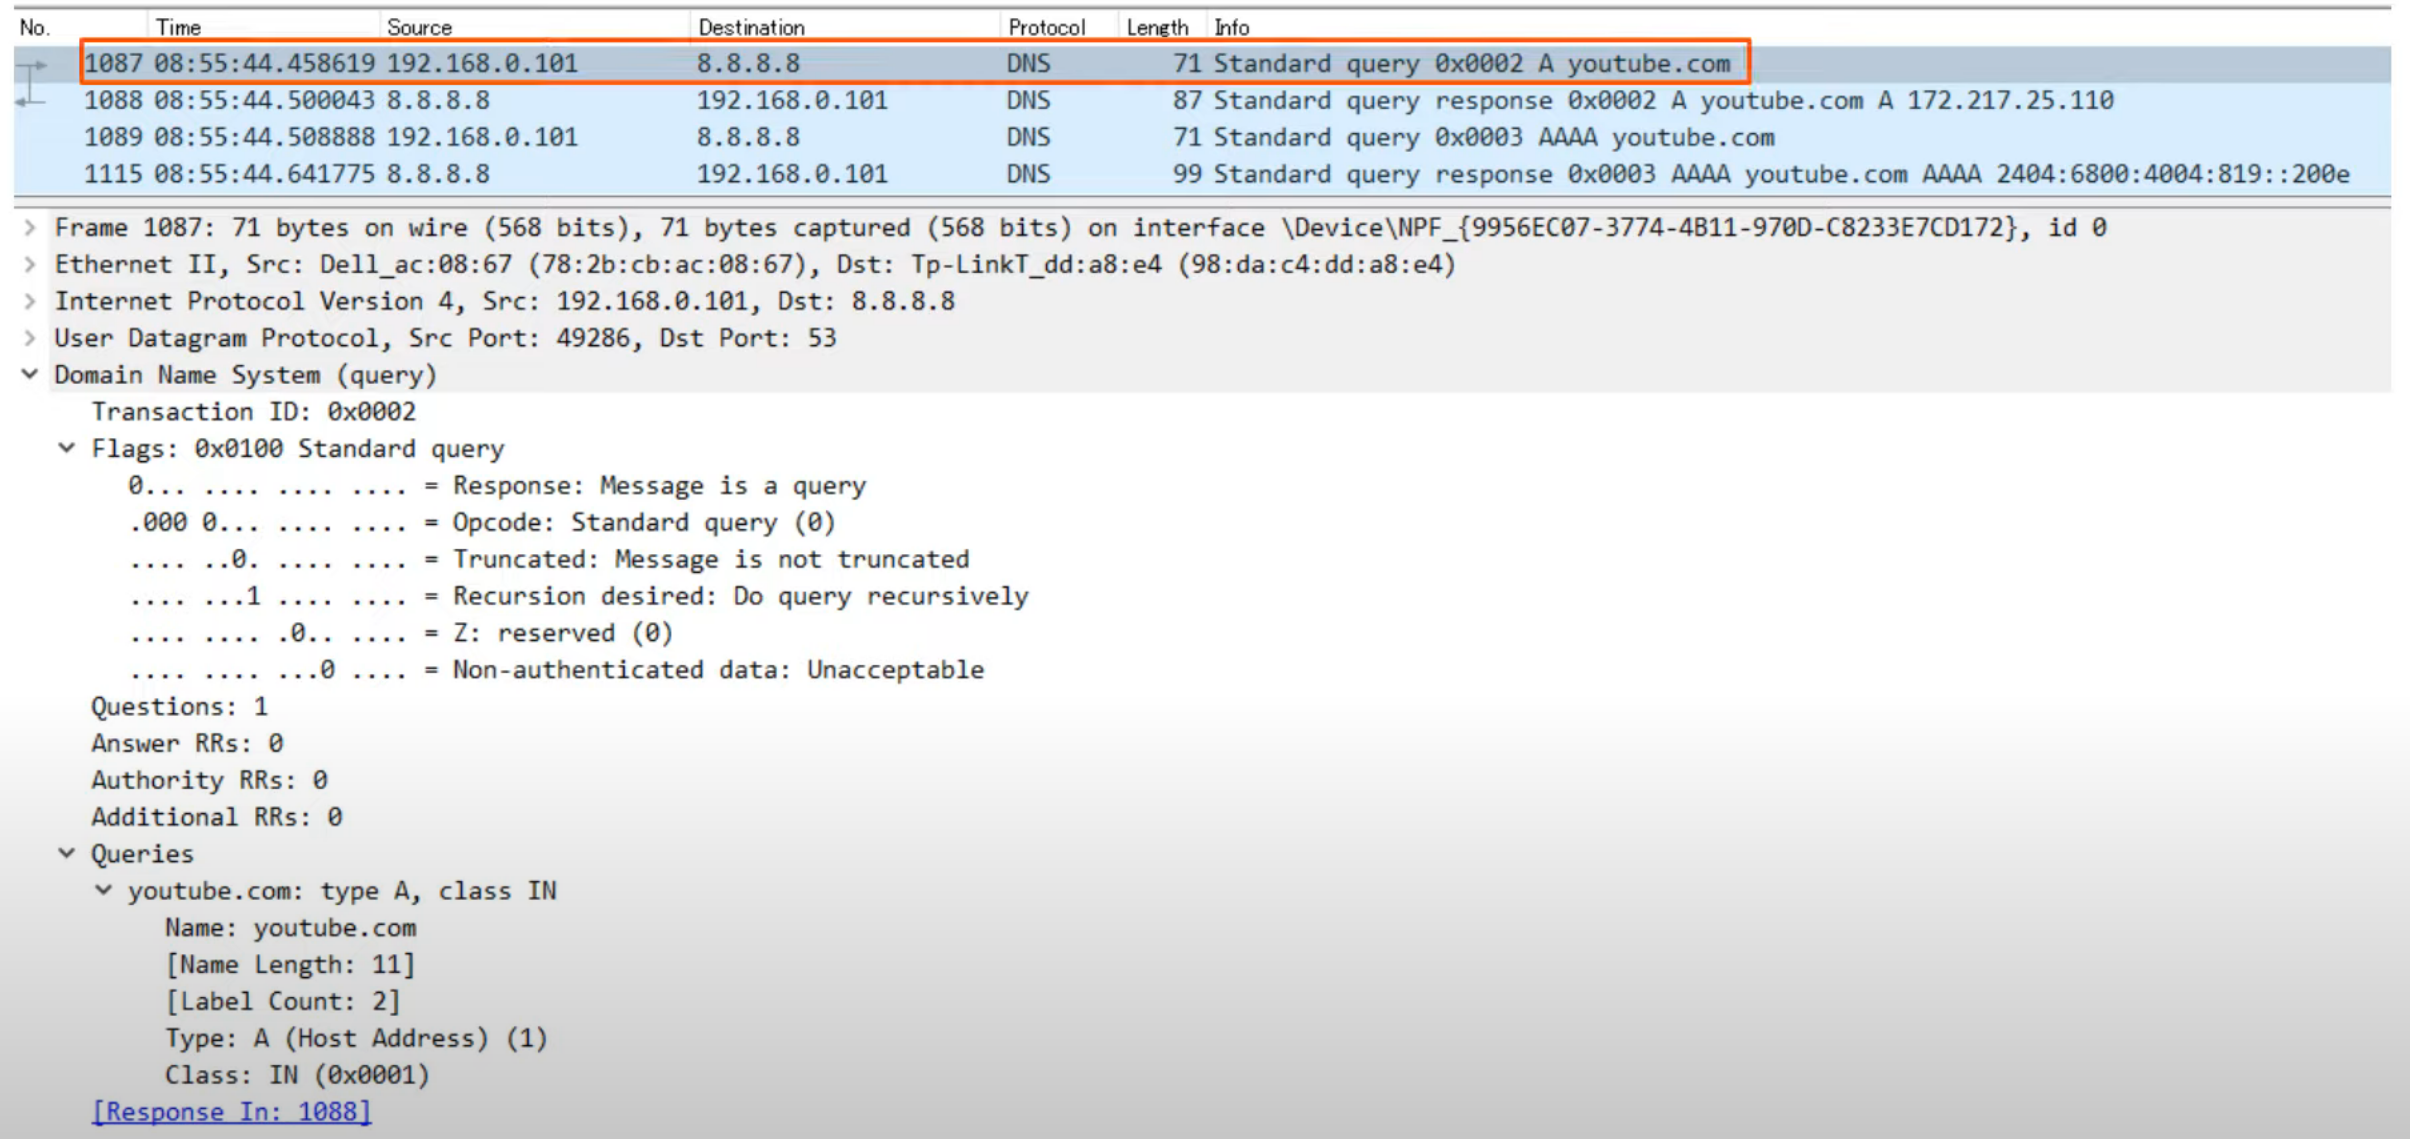 No. Time Source Destination Protocol Length Info
1087 08:55:44.458619 192.168.0.101 8.8.8.8 DNS 71 Standard query 0x0002 A youtube.com
1088 08:55:44.500043 8.8.8.8 192.168.0.101 DNS 87 Standard query response 0x0002 A youtube.com A 172.217.25.110
1089 08:55:44.508888 192.168.0.101 8.8.8.8 DNS 71 Standard query 0x0003 AAAA youtube.com
1115 08:55:44.641775 8.8.8.8 192.168.0.101 DNS 99 Standard query response 0x0003 AAAA youtube.com AAAA 2404:6800:4004:819::200e
Frame 1087: 71 bytes on wire (568 bits), 71 bytes captured (568 bits) on interface \Device\NPF_{9956EC07-3774-4B11-970D-C8233E7CD172}, id 0
Ethernet II, Src: Dell_ac:08:67 (78:2b:cb:ac:08:67), Dst: Tp-LinkT_dd:a8:e4 (98:da:c4:dd:a8:e4)
Internet Protocol Version 4, Src: 192.168.0.101, Dst: 8.8.8.8
User Datagram Protocol, Src Port: 49286, Dst Port: 53
Domain Name System (query)
Transaction ID: 0x0002
Flags: 0x0100 Standard query
0... .... .... .... = Response: Message is a query
.000 0... .... .... = Opcode: Standard query (0)
.... ..0. .... .... = Truncated: Message is not truncated
.... ...1 .... .... = Recursion desired: Do query recursively
.... .... .0.. .... = Z: reserved (0)
.... .... ...0 .... = Non-authenticated data: Unacceptable
Questions: 1
Answer RRs: 0
Authority RRs: 0
Additional RRs: 0
Queries
youtube.com: type A, class IN
Name: youtube.com
[Name Length: 11]
[Label Count: 2]
Type: A (Host Address) (1)
Class: IN (0x0001)
[Response In: 1088]